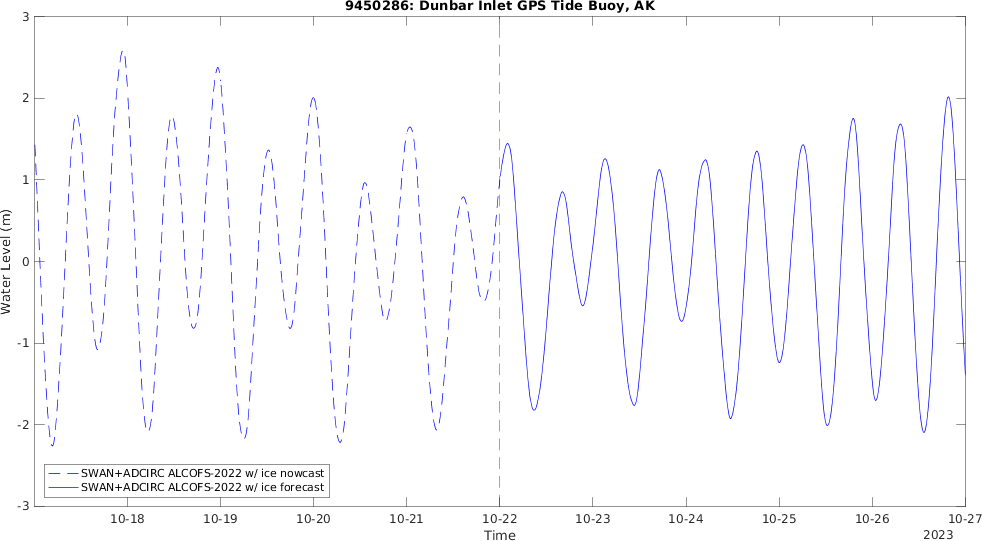 9450286: Dunbar Inlet GPS Tide Buoy, AK
3
2
1
0
-1
-2
-3
Water Level (m)
SWAN+ADCIRC ALCOFS-2022 w/ ice nowcast
SWAN+ADCIRC ALCOFS-2022 w/ ice forecast
10-18 10-19 10-20 10-21 10-22 10-23 10-24 10-25 10-26 10-27
Time
2023